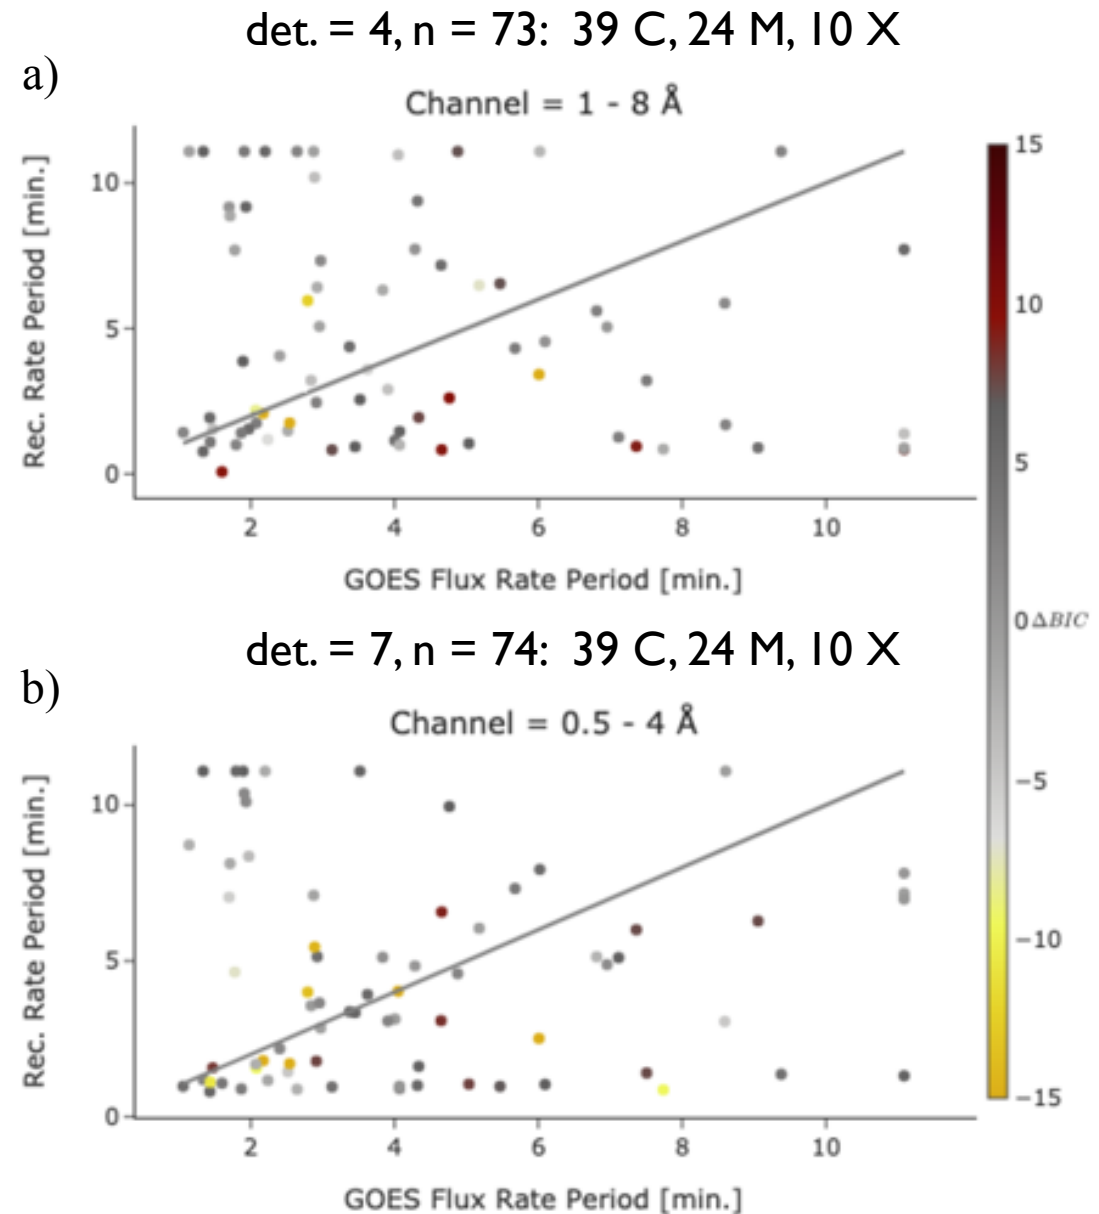 det. = 4, n = 73: 39 C, 24 M, 10 X
a)
Channel = 1 - 8 Å
Rec. Rate Period [min.]
10
5
0
2 4 6 8 10
GOES Flux Rate Period [min.]
15
10
5
0 ΔBIC
−5
−10
−15
det. = 7, n = 74: 39 C, 24 M, 10 X
b)
Channel = 0.5 - 4 Å
Rec. Rate Period [min.]
10
5
0
2 4 6 8 10
GOES Flux Rate Period [min.]